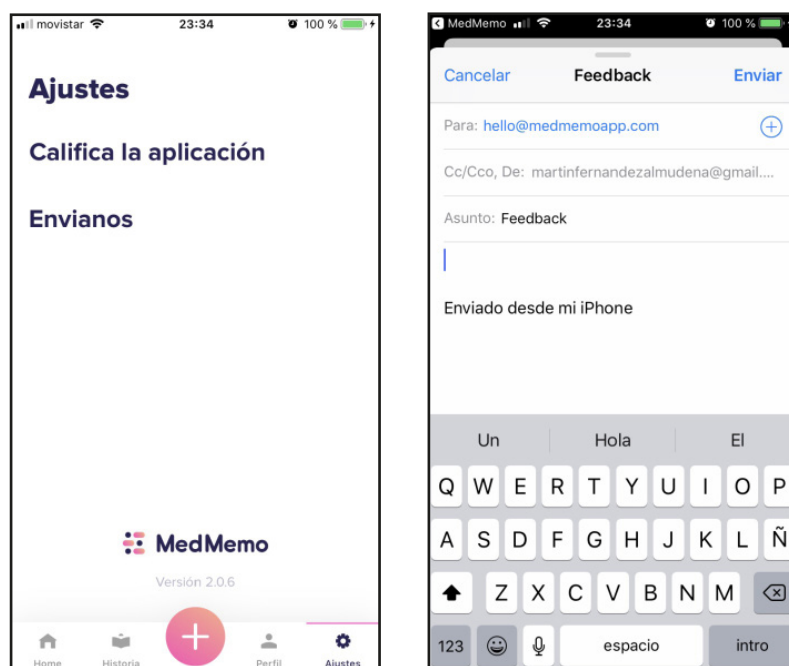 movistar 23:34 100 %
Ajustes
Califica la aplicación
Envianos
MedMemo
Versión 2.0.6
Home Historia Perfil Ajustes
MedMemo 23:34 100 %
Cancelar Feedback Enviar
Para: hello@medmemoapp.com
Cc/Cco, De: martinfernandezalmudena@gmail....
Asunto: Feedback
Enviado desde mi iPhone
Un Hola El
Q W E R T Y U I O P
A S D F G H J K L Ñ
Z X C V B N M
123 espacio intro